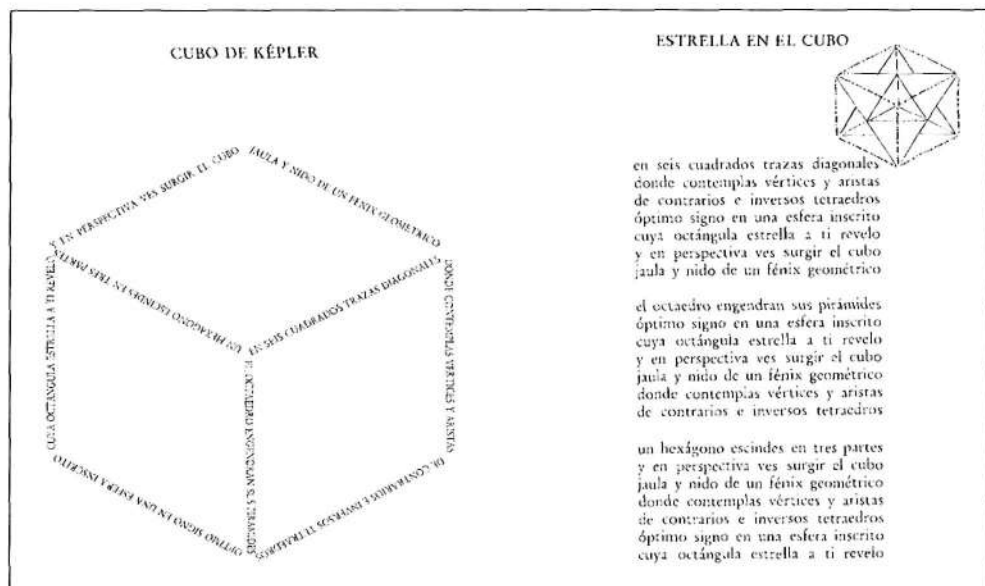 CUBO DE KÉPLER
Y EN PERSPECTIVA VES SURGIR EL CUBO
JAULA Y NIDO DE UN FÉNIX GEOMÉTRICO
UN HEXÁGONO ESCINDES EN TRES PARTES
EN SEIS CUADRADOS TRAZAS DIAGONALES
CUYA OCTÁNGULA ESTRELLA A TI REVELO
EL OCTAEDRO ENGENDRAN SUS PIRÁMIDES
DONDE CONTEMPLAS VÉRTICES Y ARISTAS
ÓPTIMO SIGNO EN UNA ESFERA INSCRITO
DE CONTRARIOS E INVERSOS TETRAEDROS
ESTRELLA EN EL CUBO
en seis cuadrados trazas diagonales
donde contemplas vértices y aristas
de contrarios e inversos tetraedros
óptimo signo en una esfera inscrito
cuya octángula estrella a ti revelo
y en perspectiva ves surgir el cubo
jaula y nido de un fénix geométrico
el octaedro engendran sus pirámides
óptimo signo en una esfera inscrito
cuya octángula estrella a ti revelo
y en perspectiva ves surgir el cubo
jaula y nido de un fénix geométrico
donde contemplas vértices y aristas
de contrarios e inversos tetraedros
un hexágono escindes en tres partes
y en perspectiva ves surgir el cubo
jaula y nido de un fénix geométrico
donde contemplas vértices y aristas
de contrarios e inversos tetraedros
óptimo signo en una esfera inscrito
cuya octángula estrella a ti revelo